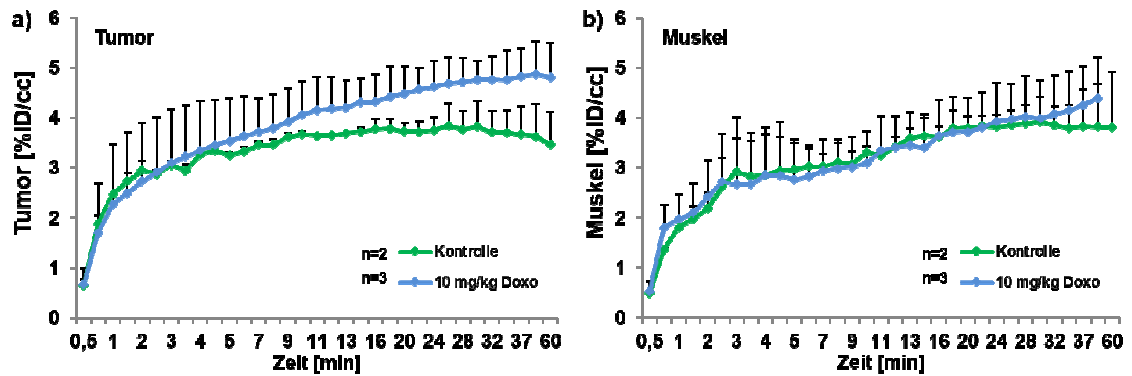 a)
Tumor
Tumor [%ID/cc]
6
5
4
3
2
1
0
n=2 Kontrolle
n=3 10 mg/kg Doxo
0,5 1 2 3 4 5 7 9 11 13 16 20 24 28 32 37 60
Zeit [min]
b)
Muskel
Muskel [%ID/cc]
6
5
4
3
2
1
0
n=2 Kontrolle
n=3 10 mg/kg Doxo
0,5 1 2 3 4 5 7 9 11 13 16 20 24 28 32 37 60
Zeit [min]